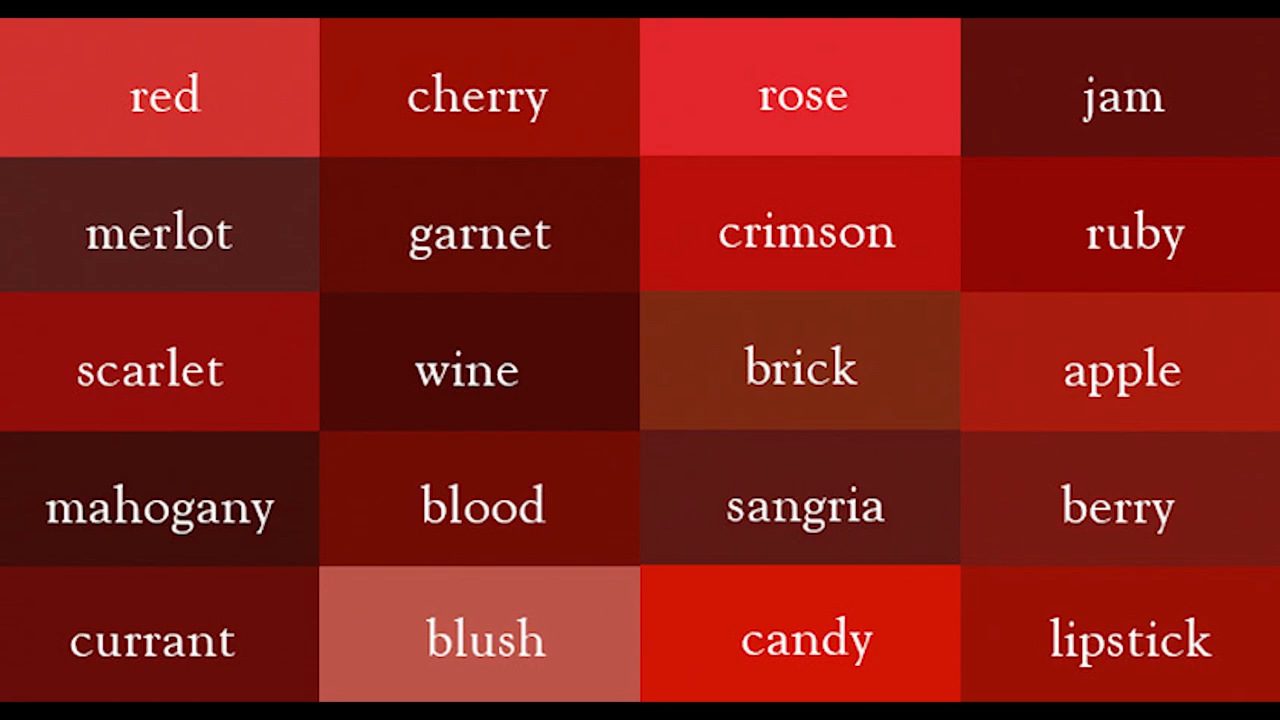 red cherry rose jam
merlot garnet crimson ruby
scarlet wine brick apple
mahogany blood sangria berry
currant blush candy lipstick